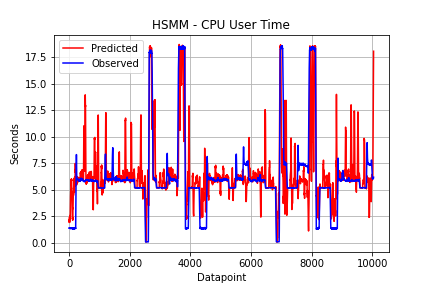 HSMM - CPU User Time
Predicted
Observed
17.5
15.0
12.5
10.0
7.5
5.0
2.5
0.0
Seconds
0 2000 4000 6000 8000 10000
Datapoint